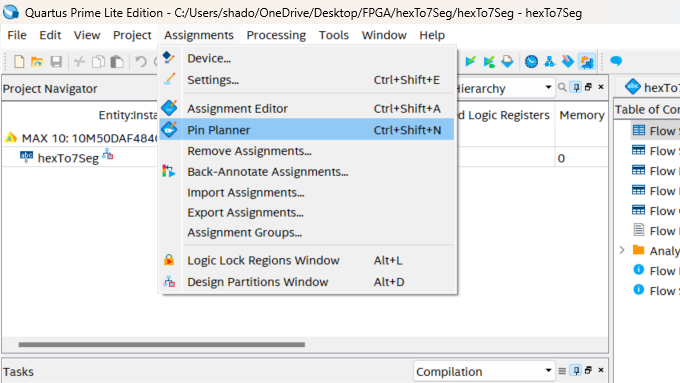 Quartus Prime Lite Edition - C:/Users/shado/OneDrive/Desktop/FPGA/hexTo7Seg/hexTo7Seg - hexTo7Seg
File Edit View Project Assignments Processing Tools Window Help
Device...
Settings... Ctrl+Shift+E
Assignment Editor Ctrl+Shift+A
Pin Planner Ctrl+Shift+N
Remove Assignments...
Back-Annotate Assignments...
Import Assignments...
Export Assignments...
Assignment Groups...
Logic Lock Regions Window Alt+L
Design Partitions Window Alt+D
Project Navigator
Entity:Insta
MAX 10: 10M50DAF484
hexTo7Seg
ierarchy
d Logic Registers Memory
0
Tasks
Compilation
hexTo7
Table of Con
Flow S
Flow S
Flow
Flow
Flow
Flow
Analy
Flow
Flow S